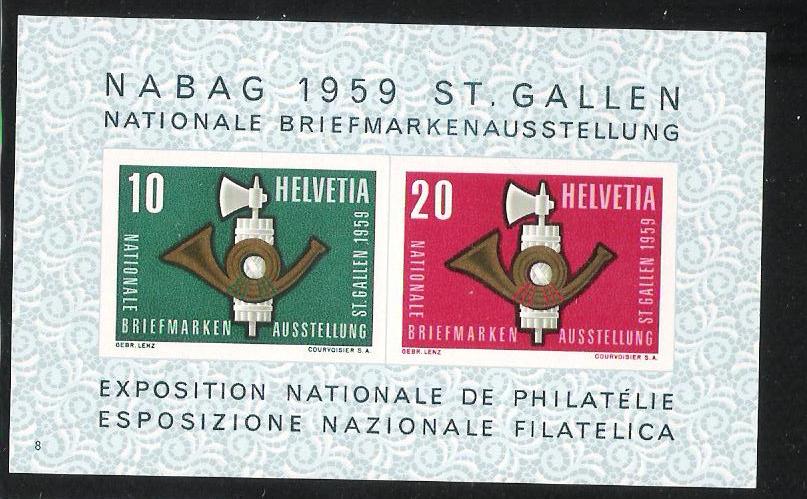 NABAG 1959 ST. GALLEN
NATIONALE BRIEFMARKENAUSSTELLUNG
10 HELVETIA
NATIONALE
BRIEFMARKEN AUSSTELLUNG
ST. GALLEN 1959
GEBR. LENZ COURVOISIER S.A.
20 HELVETIA
NATIONALE
BRIEFMARKEN AUSSTELLUNG
ST. GALLEN 1959
GEBR. LENZ COURVOISIER S.A.
EXPOSITION NATIONALE DE PHILATÉLIE
ESPOSIZIONE NAZIONALE FILATELICA
8